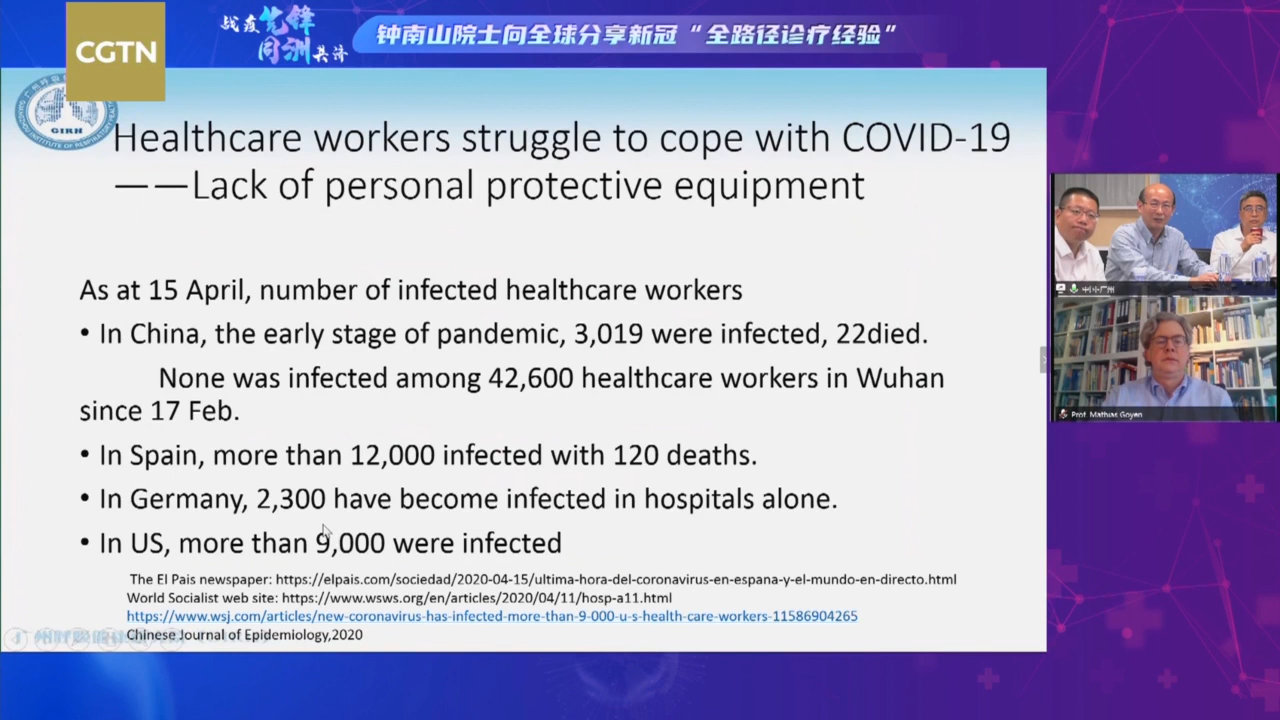 CGTN
战疫先锋
同洲共济
钟南山院士向全球分享新冠“全路径诊疗经验”
GIRH
Healthcare workers struggle to cope with COVID-19
——Lack of personal protective equipment
As at 15 April, number of infected healthcare workers
• In China, the early stage of pandemic, 3,019 were infected, 22died.
None was infected among 42,600 healthcare workers in Wuhan
since 17 Feb.
• In Spain, more than 12,000 infected with 120 deaths.
• In Germany, 2,300 have become infected in hospitals alone.
• In US, more than 9,000 were infected
The El Pais newspaper: https://elpais.com/sociedad/2020-04-15/ultima-hora-del-coronavirus-en-espana-y-el-mundo-en-directo.html
World Socialist web site: https://www.wsws.org/en/articles/2020/04/11/hosp-a11.html
https://www.wsj.com/articles/new-coronavirus-has-infected-more-than-9-000-u-s-health-care-workers-11586904265
Chinese Journal of Epidemiology,2020
Prof. Mathias Goyen